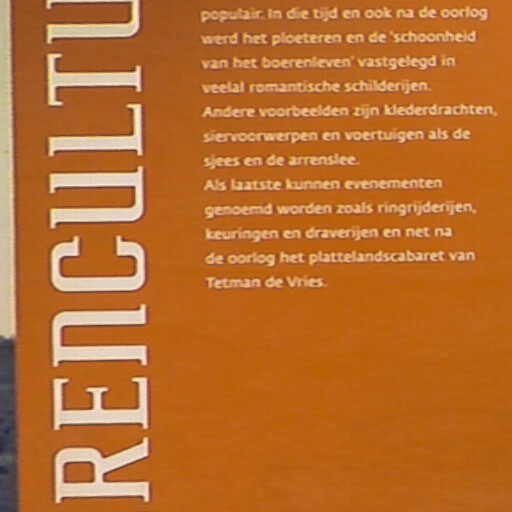 RENCULTU
populair. In die tijd en ook na de oorlog
werd het ploeteren en de 'schoonheid
van het boerenleven' vastgelegd in
veelal romantische schilderijen.
Andere voorbeelden zijn klederdrachten,
siervoorwerpen en voertuigen als de
sjees en de arrenslee.
Als laatste kunnen evenementen
genoemd worden zoals ringrijderijen,
keuringen en draverijen en net na
de oorlog het plattelandscabaret van
Tetman de Vries.